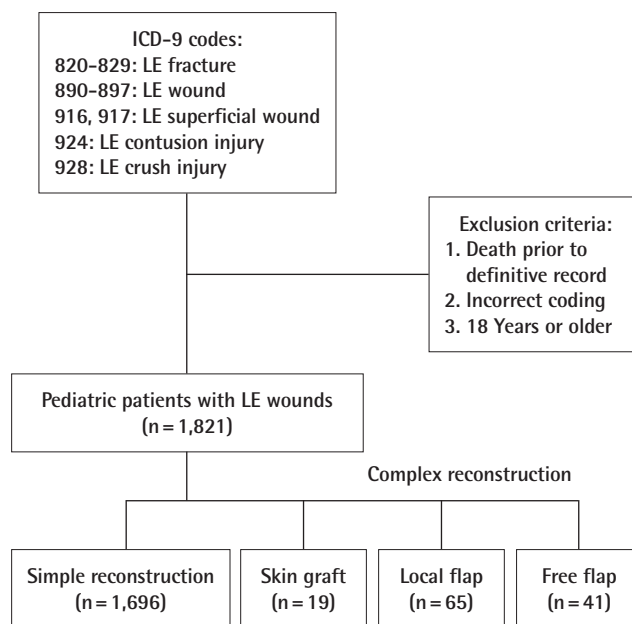 ICD-9 codes:
820-829: LE fracture
890-897: LE wound
916, 917: LE superficial wound
924: LE contusion injury
928: LE crush injury
Exclusion criteria:
1. Death prior to
definitive record
2. Incorrect coding
3. 18 Years or older
Pediatric patients with LE wounds
(n=1,821)
Complex reconstruction
Simple reconstruction
(n=1,696)
Skin graft
(n=19)
Local flap
(n=65)
Free flap
(n=41)